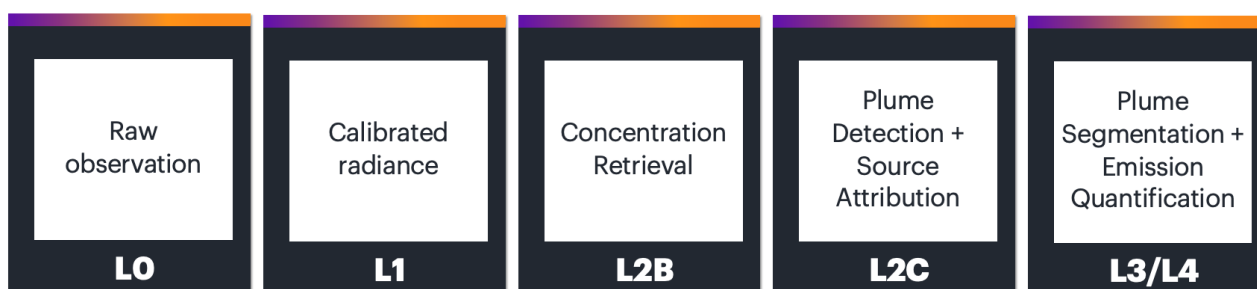 Raw
observation
L0
Calibrated
radiance
L1
Concentration
Retrieval
L2B
Plume
Detection +
Source
Attribution
L2C
Plume
Segmentation +
Emission
Quantification
L3/L4